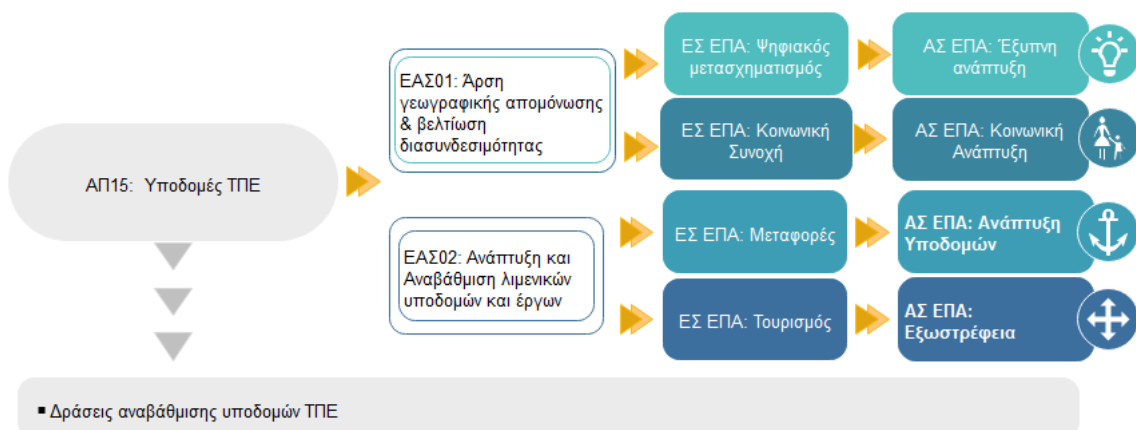 ΑΠ15: Υποδομές ΤΠΕ
ΕΑΣ01: Άρση
γεωγραφικής απομόνωσης
& βελτίωση
διασυνδεσιμότητας
ΕΣ ΕΠΑ: Ψηφιακός
μετασχηματισμός
ΑΣ ΕΠΑ: Έξυπνη
ανάπτυξη
ΕΣ ΕΠΑ: Κοινωνική
Συνοχή
ΑΣ ΕΠΑ: Κοινωνική
Ανάπτυξη
ΕΑΣ02: Ανάπτυξη και
Αναβάθμιση λιμενικών
υποδομών και έργων
ΕΣ ΕΠΑ: Μεταφορές
ΑΣ ΕΠΑ: Ανάπτυξη
Υποδομών
ΕΣ ΕΠΑ: Τουρισμός
ΑΣ ΕΠΑ:
Εξωστρέφεια
▪ Δράσεις αναβάθμισης υποδομών ΤΠΕ